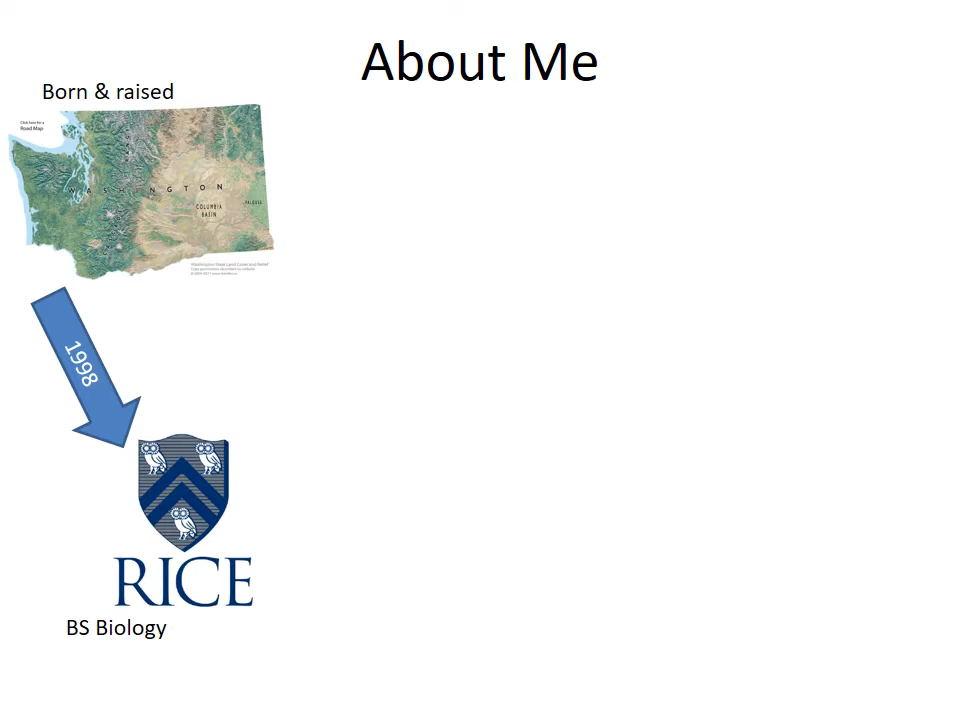 About Me
Born & raised
Click here for a
Road Map
WASHINGTON
COLUMBIA
BASIN
PALOUSE
1998
RICE
BS Biology